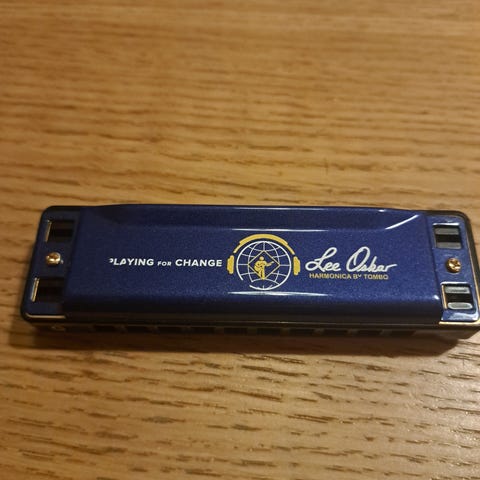 PLAYING FOR CHANGE
Lee Oskar
HARMONICA BY TOMBO